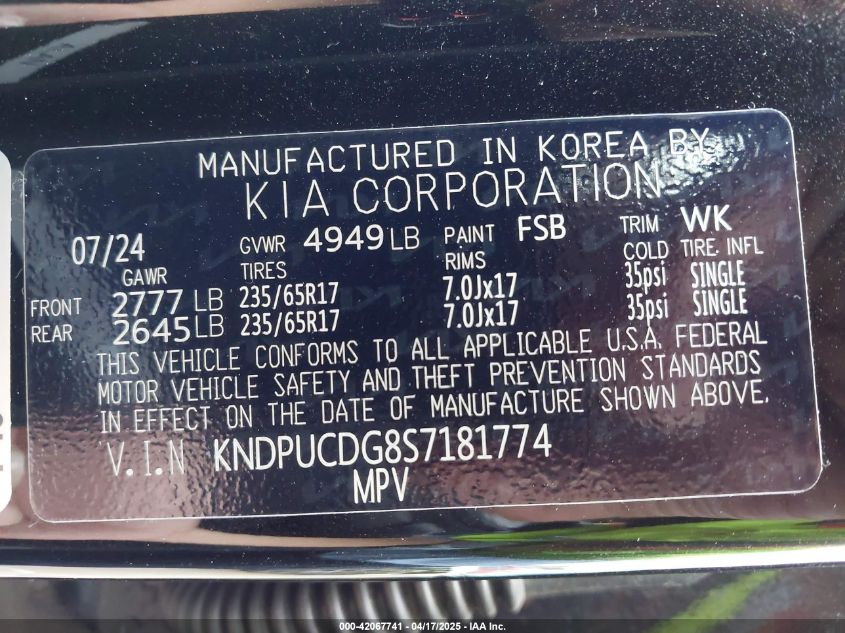 MANUFACTURED IN KOREA BY
KIA CORPORATION
07/24 GVWR 4949 LB PAINT FSB TRIM WK
GAWR TIRES RIMS COLD TIRE. INFL
FRONT 2777 LB 235/65R17 7.0Jx17 35psi SINGLE
REAR 2645 LB 235/65R17 7.0Jx17 35psi SINGLE
THIS VEHICLE CONFORMS TO ALL APPLICABLE U.S.A. FEDERAL
MOTOR VEHICLE SAFETY AND THEFT PREVENTION STANDARDS
IN EFFECT ON THE DATE OF MANUFACTURE SHOWN ABOVE.
V.I.N KNDPUCDG8S7181774
MPV
000-42067741 - 04/17/2025 - IAA Inc.